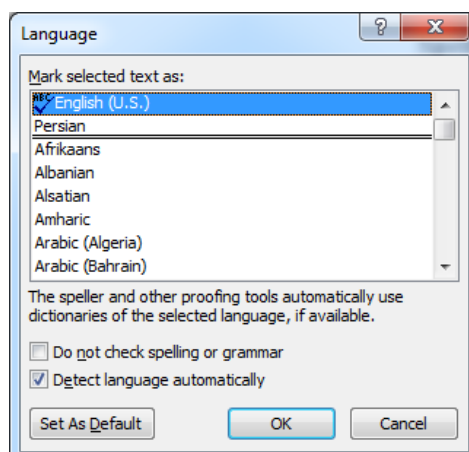 Language
?
Mark selected text as:
ABC English (U.S.)
Persian
Afrikaans
Albanian
Alsatian
Amharic
Arabic (Algeria)
Arabic (Bahrain)
The speller and other proofing tools automatically use
dictionaries of the selected language, if available.
Do not check spelling or grammar
Detect language automatically
Set As Default OK Cancel